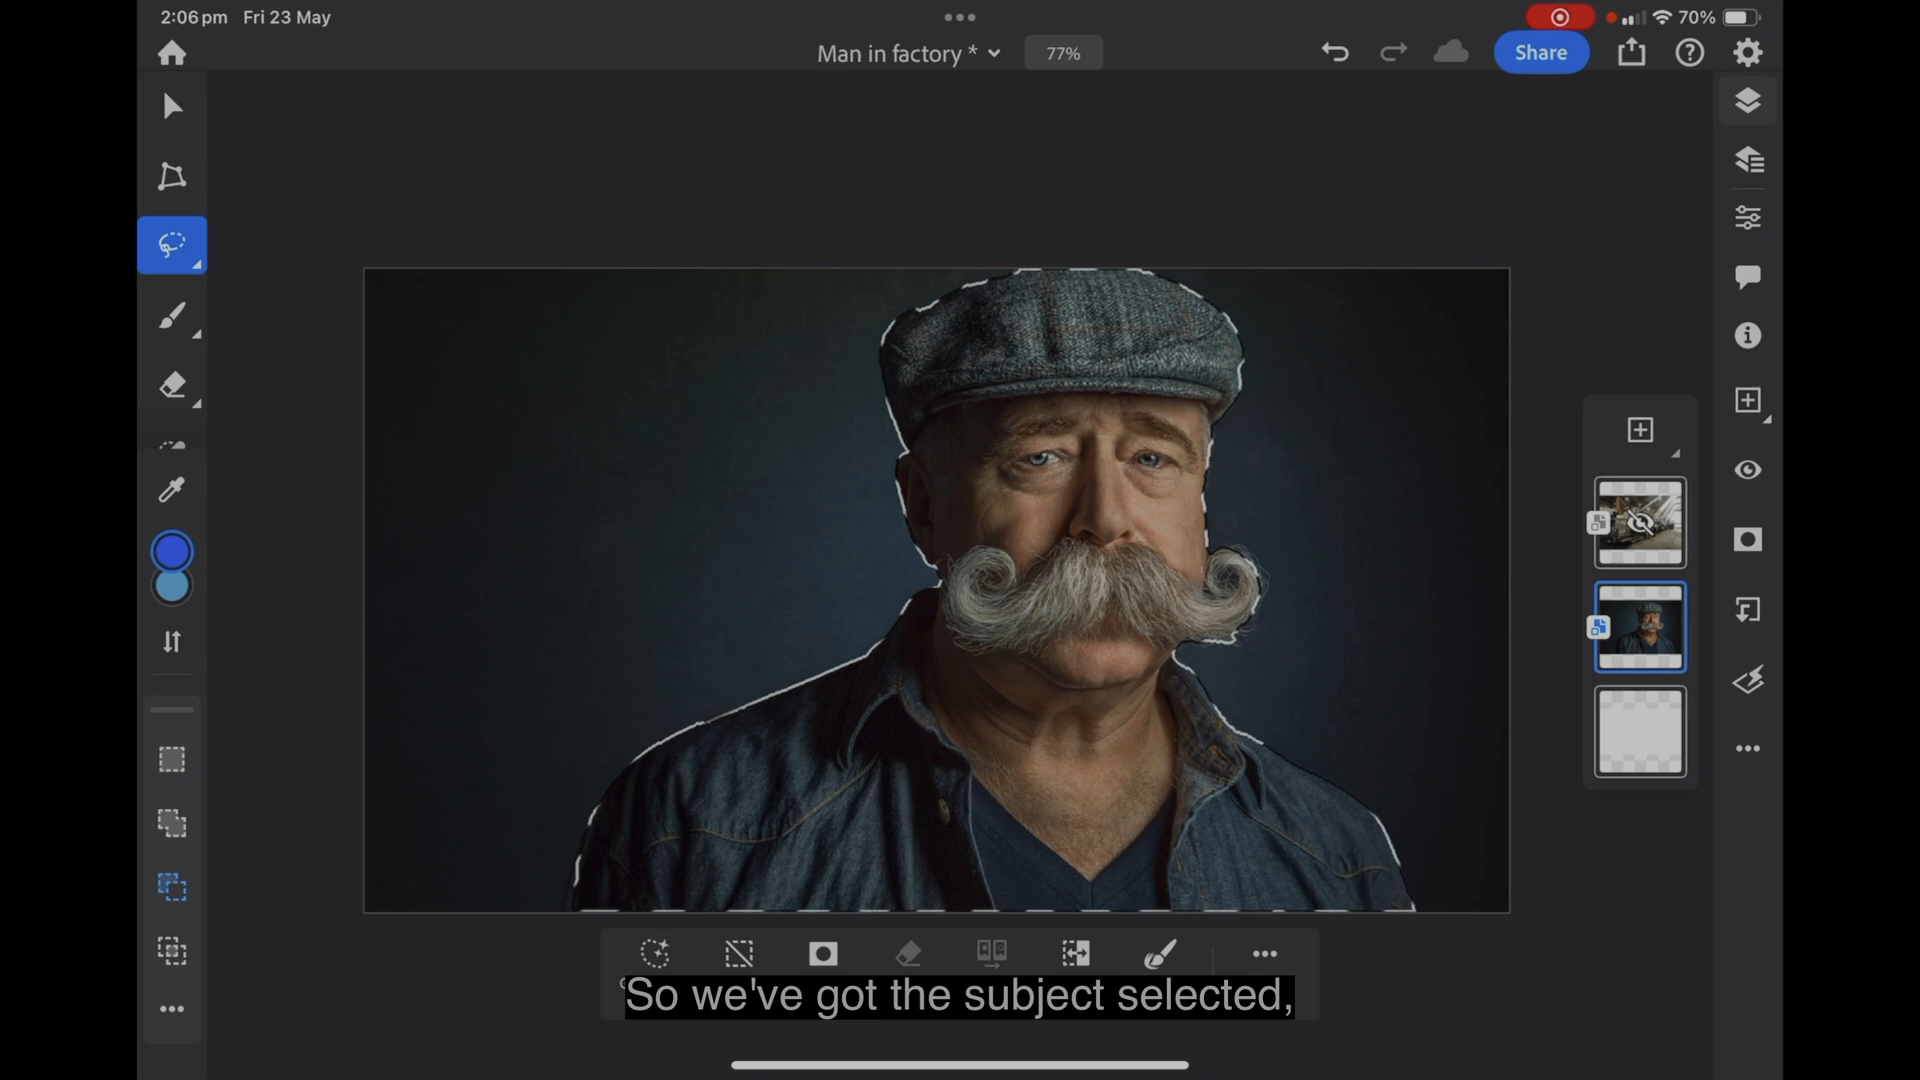 2:06 pm Fri 23 May
70%
Man in factory *
77%
Share
So we've got the subject selected,